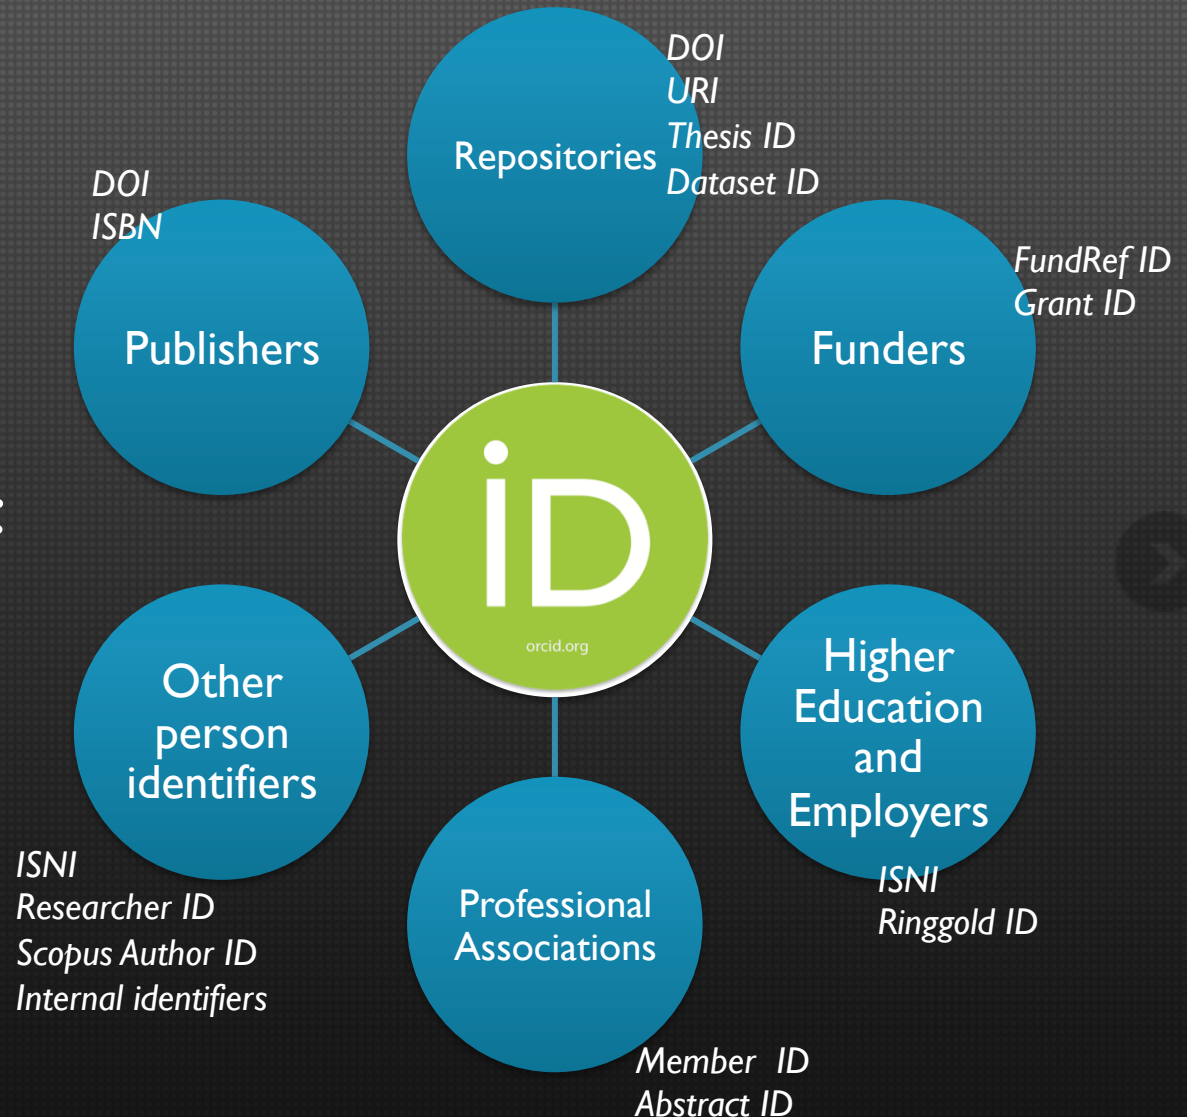 DOI
URI
Thesis ID
Dataset ID
Repositories
DOI
ISBN
Publishers
FundRef ID
Grant ID
Funders
iD
orcid.org
:
Other
person
identifiers
ISNI
Researcher ID
Scopus Author ID
Internal identifiers
Higher
Education
and
Employers
ISNI
Ringgold ID
Professional
Associations
Member ID
Abstract ID